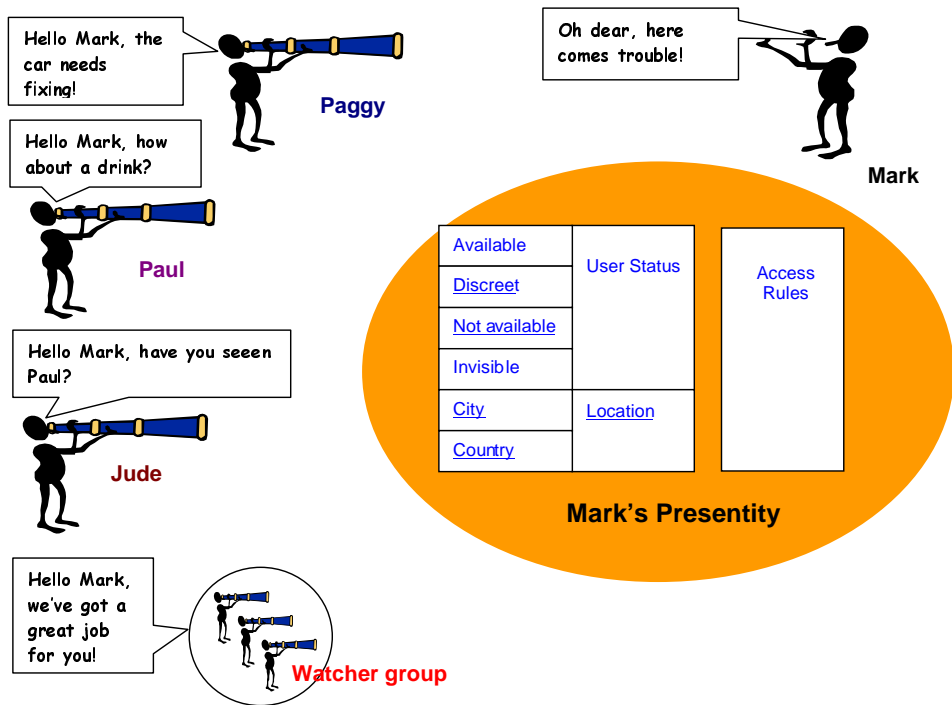 Hello Mark, the
car needs
fixing!
Paggy
Oh dear, here
comes trouble!
Mark
Hello Mark, how
about a drink?
Paul
Hello Mark, have you seeen
Paul?
Jude
Available
Discreet
Not available
Invisible
City
Country
User Status
Location
Access
Rules
Mark's Presentity
Hello Mark,
we've got a
great job
for you!
Watcher group